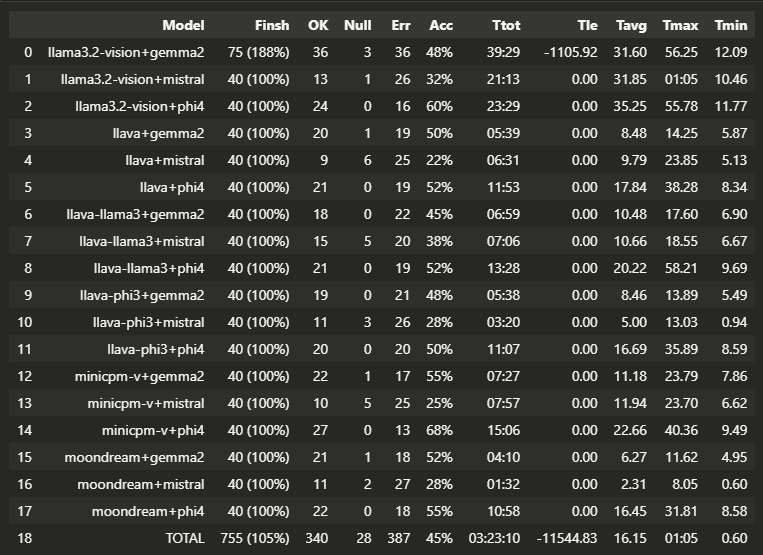 Model Finsh OK Null Err Acc Ttot Tle Tavg Tmax Tmin
0 llama3.2-vision+gemma2 75 (188%) 36 3 36 48% 39:29 -1105.92 31.60 56.25 12.09
1 llama3.2-vision+mistral 40 (100%) 13 1 26 32% 21:13 0.00 31.85 01:05 10.46
2 llama3.2-vision+phi4 40 (100%) 24 0 16 60% 23:29 0.00 35.25 55.78 11.77
3 llava+gemma2 40 (100%) 20 1 19 50% 05:39 0.00 8.48 14.25 5.87
4 llava+mistral 40 (100%) 9 6 25 22% 06:31 0.00 9.79 23.85 5.13
5 llava+phi4 40 (100%) 21 0 19 52% 11:53 0.00 17.84 38.28 8.34
6 llava-llama3+gemma2 40 (100%) 18 0 22 45% 06:59 0.00 10.48 17.60 6.90
7 llava-llama3+mistral 40 (100%) 15 5 20 38% 07:06 0.00 10.66 18.55 6.67
8 llava-llama3+phi4 40 (100%) 21 0 19 52% 13:28 0.00 20.22 58.21 9.69
9 llava-phi3+gemma2 40 (100%) 19 0 21 48% 05:38 0.00 8.46 13.89 5.49
10 llava-phi3+mistral 40 (100%) 11 3 26 28% 03:20 0.00 5.00 13.03 0.94
11 llava-phi3+phi4 40 (100%) 20 0 20 50% 11:07 0.00 16.69 35.89 8.59
12 minicpm-v+gemma2 40 (100%) 22 1 17 55% 07:27 0.00 11.18 23.79 7.86
13 minicpm-v+mistral 40 (100%) 10 5 25 25% 07:57 0.00 11.94 23.70 6.62
14 minicpm-v+phi4 40 (100%) 27 0 13 68% 15:06 0.00 22.66 40.36 9.49
15 moondream+gemma2 40 (100%) 21 1 18 52% 04:10 0.00 6.27 11.62 4.95
16 moondream+mistral 40 (100%) 11 2 27 28% 01:32 0.00 2.31 8.05 0.60
17 moondream+phi4 40 (100%) 22 0 18 55% 10:58 0.00 16.45 31.81 8.58
18 TOTAL 755 (105%) 340 28 387 45% 03:23:10 -11544.83 16.15 01:05 0.60